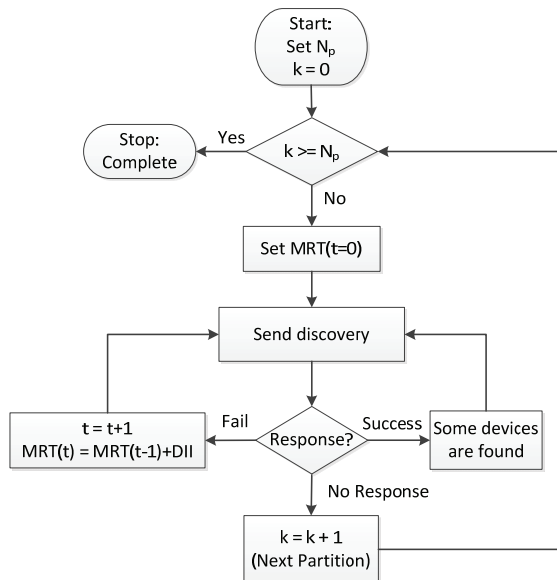 Start:
Set Nₚ
k = 0
Stop:
Complete
Yes
k >= Nₚ
No
Set MRT(t=0)
Send discovery
t = t+1
MRT(t) = MRT(t-1)+DII
Fail
Response?
Success
Some devices
are found
No Response
k = k + 1
(Next Partition)